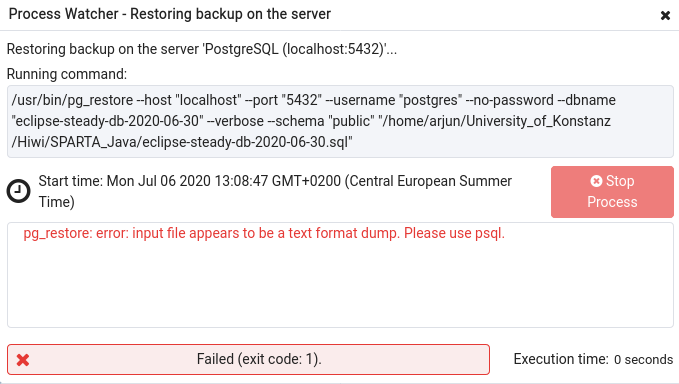 Process Watcher - Restoring backup on the server
Restoring backup on the server 'PostgreSQL (localhost:5432)'...
Running command:
/usr/bin/pg_restore --host "localhost" --port "5432" --username "postgres" --no-password --dbname
"eclipse-steady-db-2020-06-30" --verbose --schema "public" "/home/arjun/University_of_Konstanz
/Hiwi/SPARTA_Java/eclipse-steady-db-2020-06-30.sql"
Start time: Mon Jul 06 2020 13:08:47 GMT+0200 (Central European Summer
Time)
Stop
Process
pg_restore: error: input file appears to be a text format dump. Please use psql.
Failed (exit code: 1).
Execution time: 0 seconds